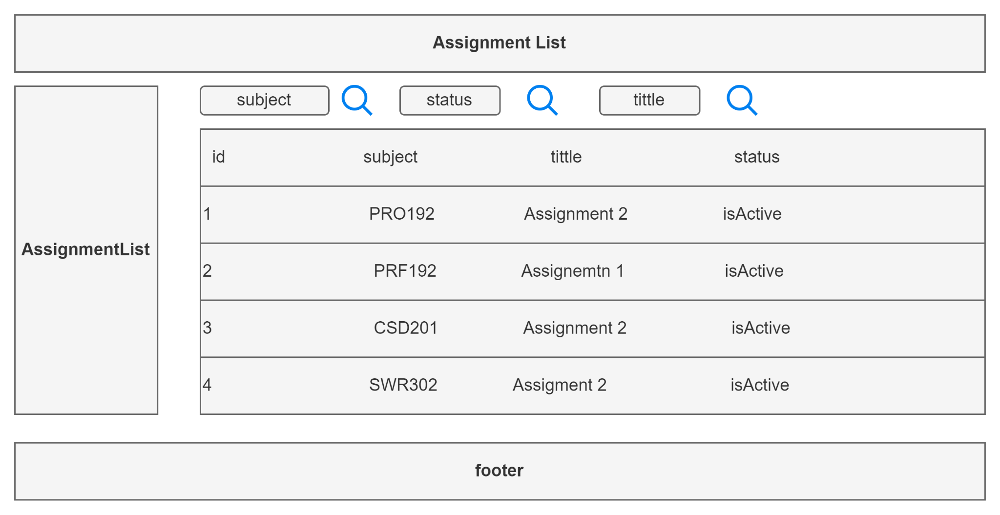 Assignment List
subject status tittle
id subject tittle status
1 PRO192 Assignment 2 isActive
2 PRF192 Assignemtn 1 isActive
AssignmentList
3 CSD201 Assignment 2 isActive
4 SWR302 Assigment 2 isActive
footer